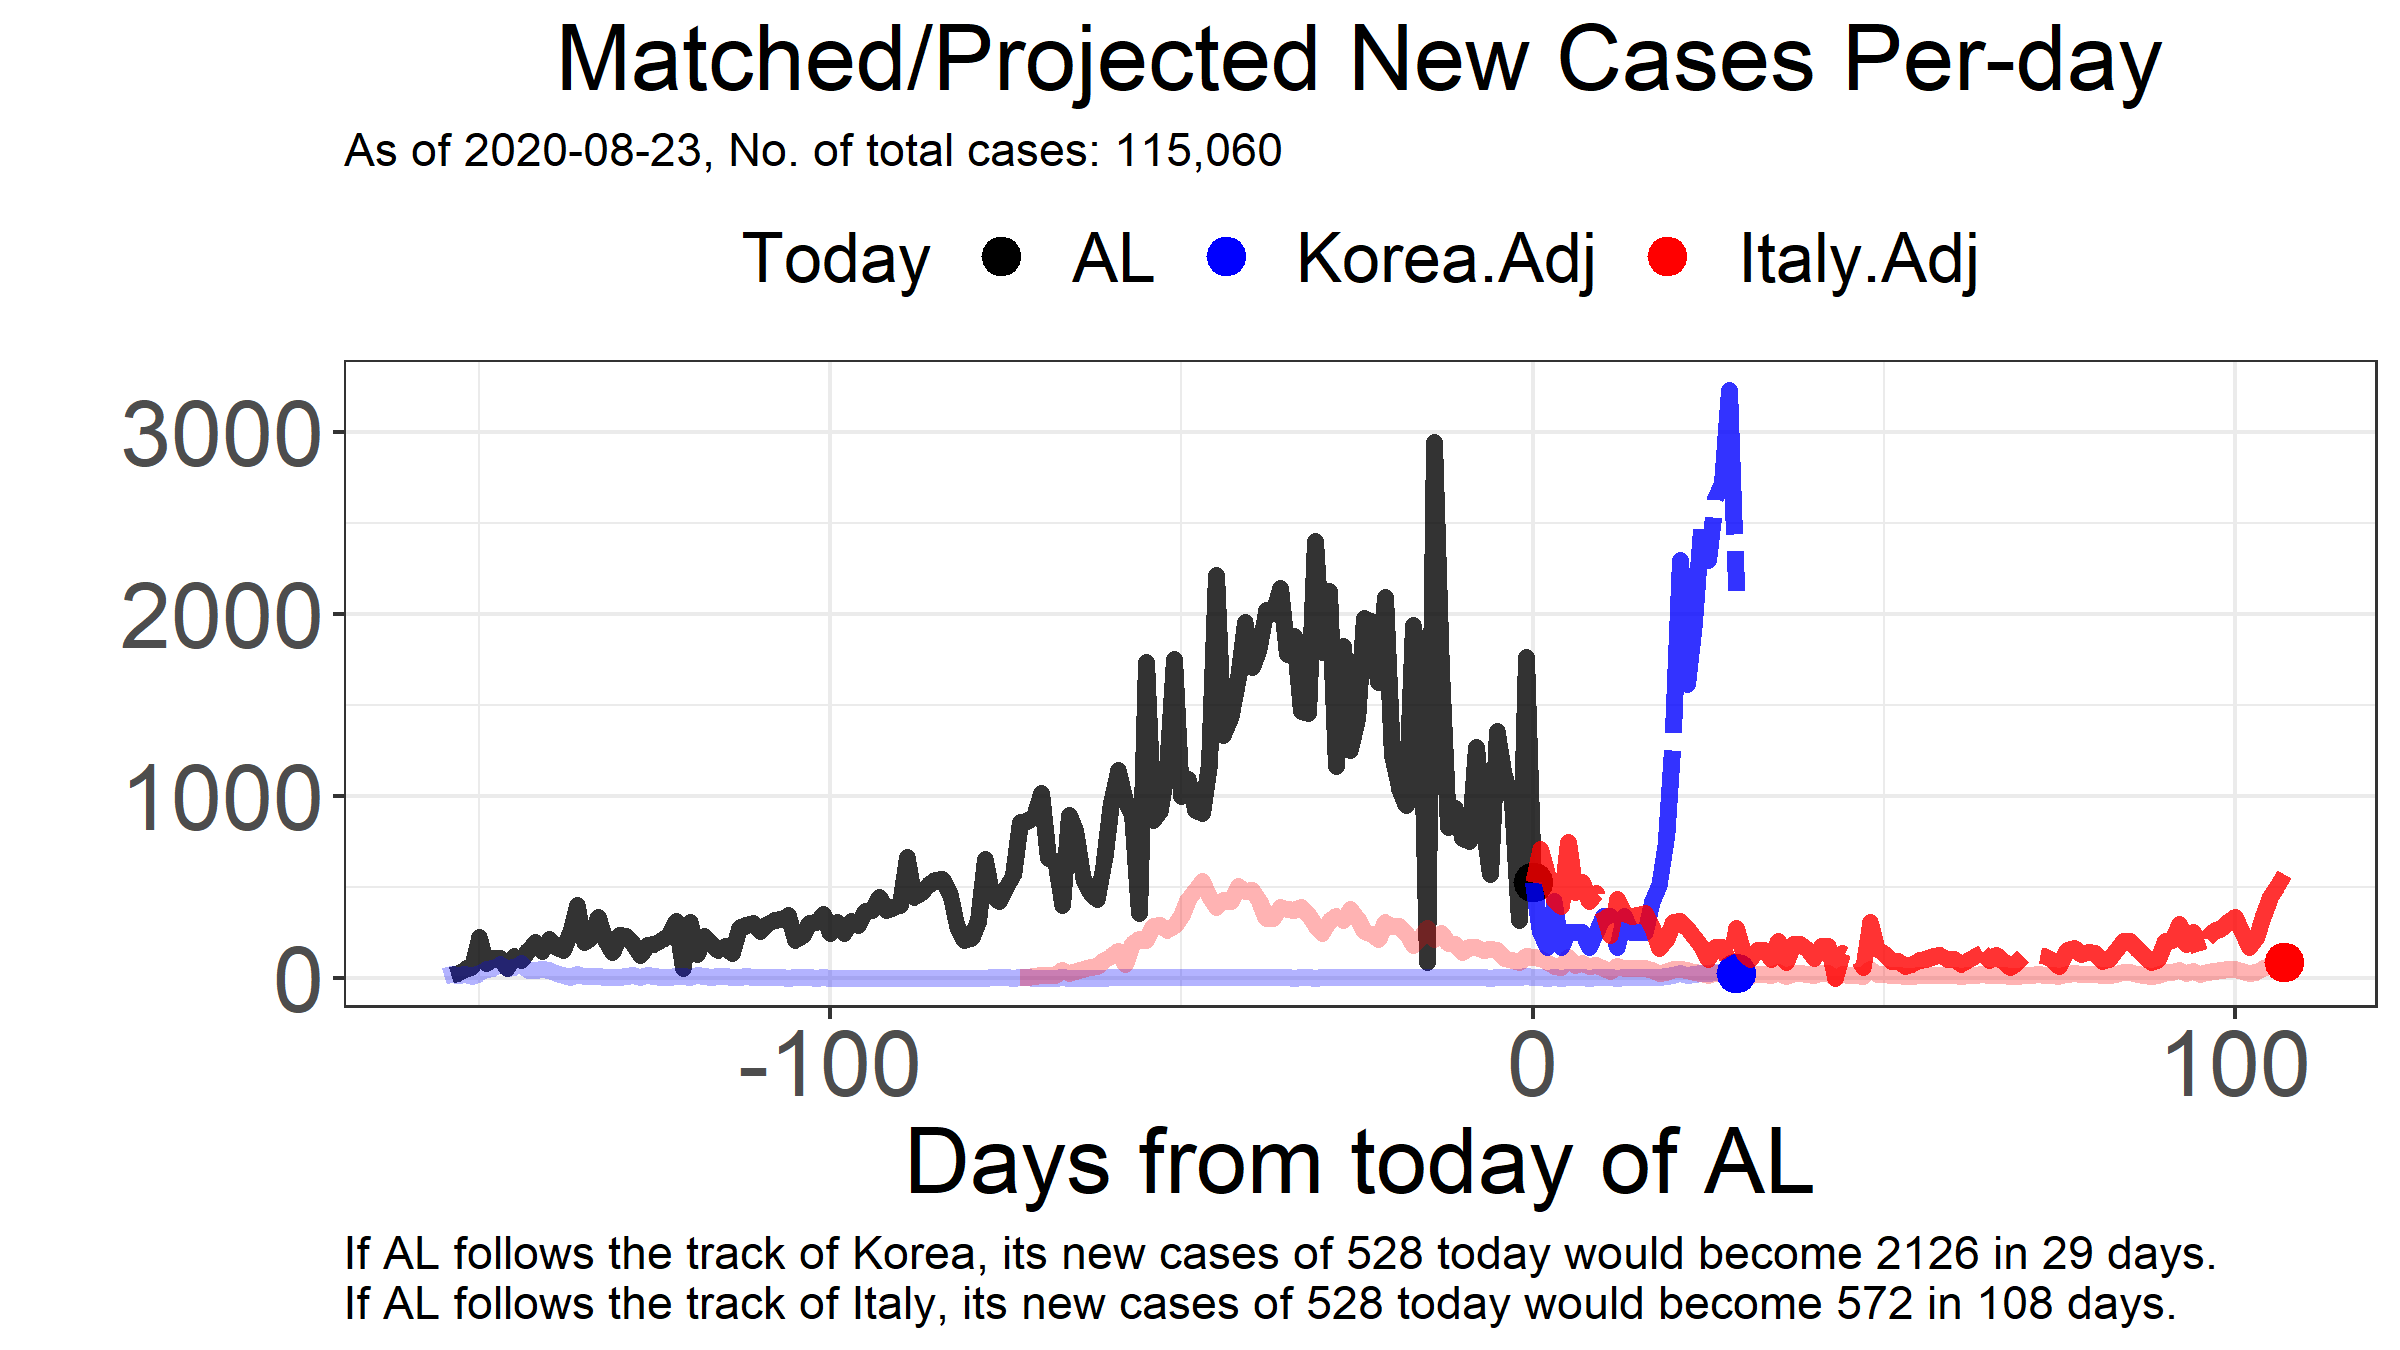 Matched/Projected New Cases Per-day
As of 2020-08-23, No. of total cases: 115,060
Today AL Korea.Adj Italy.Adj
3000
2000
1000
0
-100 0 100
Days from today of AL
If AL follows the track of Korea, its new cases of 528 today would become 2126 in 29 days.
If AL follows the track of Italy, its new cases of 528 today would become 572 in 108 days.